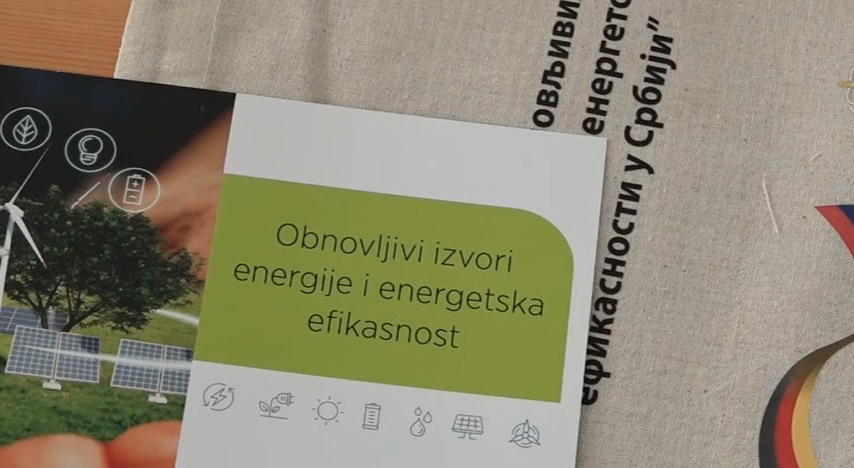 Obnovljivi izvori
energije i energetska
efikasnost
ефикасности у Србији”